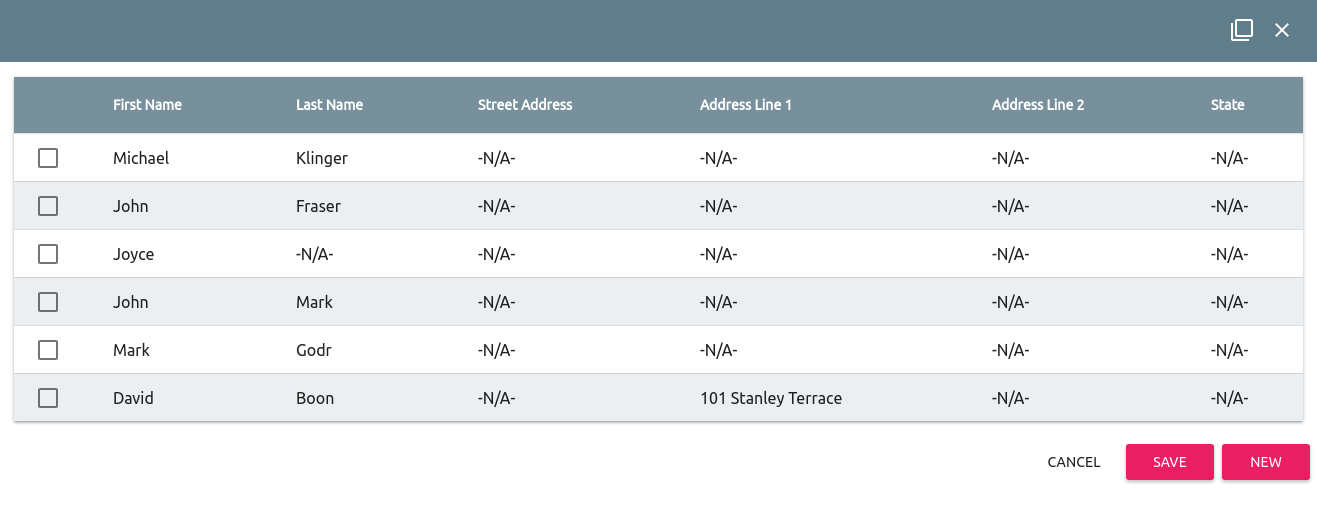 First Name Last Name Street Address Address Line 1 Address Line 2 State
Michael Klinger -N/A- -N/A- -N/A- -N/A-
John Fraser -N/A- -N/A- -N/A- -N/A-
Joyce -N/A- -N/A- -N/A- -N/A- -N/A-
John Mark -N/A- -N/A- -N/A- -N/A-
Mark Godr -N/A- -N/A- -N/A- -N/A-
David Boon -N/A- 101 Stanley Terrace -N/A- -N/A-
CANCEL SAVE NEW